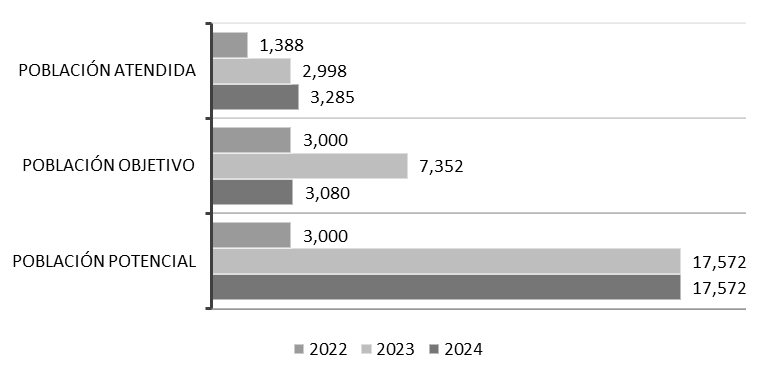 POBLACIÓN ATENDIDA
1,388
2,998
3,285
POBLACIÓN OBJETIVO
3,000
7,352
3,080
POBLACIÓN POTENCIAL
3,000
17,572
17,572
2022 2023 2024